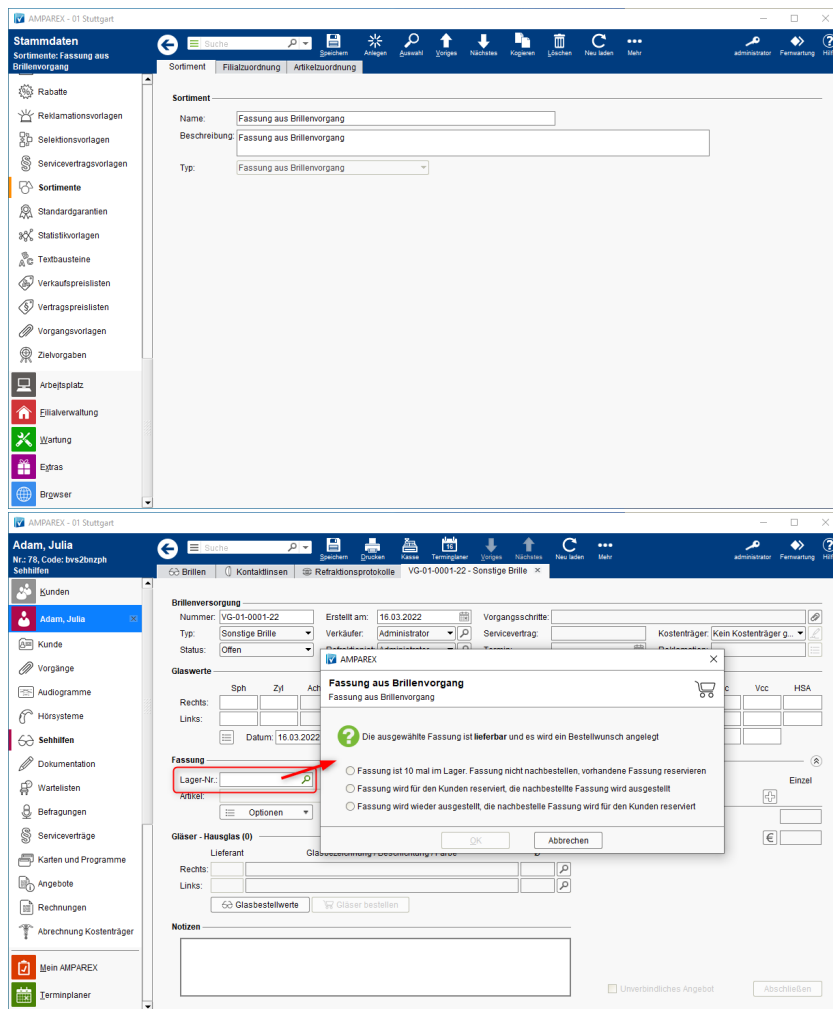 AMPAREX - 01 Stuttgart
Stammdaten
Sortimente: Fassung aus
Brillenvorgang
Suche
Speichern Anlegen Auswahl Voriges Nächstes Kopieren Löschen Neu laden Mehr administrator Fernwartung Hilf
Sortiment Filialzuordnung Artikelzuordnung
Rabatte
Reklamationsvorlagen
Selektionsvorlagen
Servicevertragsvorlagen
Sortimente
Standardgarantien
Statistikvorlagen
Textbausteine
Verkaufspreislisten
Vertragspreislisten
Vorgangsvorlagen
Zielvorgaben
Arbeitsplatz
Filialverwaltung
Wartung
Extras
Browser
Sortiment
Name: Fassung aus Brillenvorgang
Beschreibung: Fassung aus Brillenvorgang
Typ: Fassung aus Brillenvorgang
AMPAREX - 01 Stuttgart
Adam, Julia
Nr.: 78, Code: bvs2bnzph
Sehhilfen
Suche
Speichern Drucken Kasse Terminplaner Voriges Nächstes Neu laden Mehr administrator Fernwartung Hilf
Brillen Kontaktlinsen Refraktionsprotokolle VG-01-0001-22 - Sonstige Brille ×
Kunden
Adam, Julia
Kunde
Vorgänge
Audiogramme
Hörsysteme
Sehhilfen
Dokumentation
Wartelisten
Befragungen
Serviceverträge
Karten und Programme
Angebote
Rechnungen
Abrechnung Kostenträger
Mein AMPAREX
Terminplaner
Brillenversorgung
Nummer: VG-01-0001-22 Erstellt am: 16.03.2022 Vorgangsschritte:
Typ: Sonstige Brille Verkäufer: Administrator Servicevertrag: Kostenträger: Kein Kostenträger g...
Status: Offen Refraktionist: Administrator Termin: Reklamation:
Glaswerte
Sph Zyl Ach c Vcc HSA
Rechts:
Links:
Datum: 16.03.2022
Fassung
Lager-Nr.:
Artikel:
Optionen
Einzel
€
AMPAREX
Fassung aus Brillenvorgang
Fassung aus Brillenvorgang
Die ausgewählte Fassung ist lieferbar und es wird ein Bestellwunsch angelegt
Fassung ist 10 mal im Lager. Fassung nicht nachbestellen, vorhandene Fassung reservieren
Fassung wird für den Kunden reserviert, die nachbestellte Fassung wird ausgestellt
Fassung wird wieder ausgestellt, die nachbestelle Fassung wird für den Kunden reserviert
OK Abbrechen
Gläser - Hausglas (0)
Lieferant Glasbezeichnung / Beschichtung / Farbe Ø
Rechts:
Links:
Glasbestellwerte Gläser bestellen
Notizen
Unverbindliches Angebot Abschließen